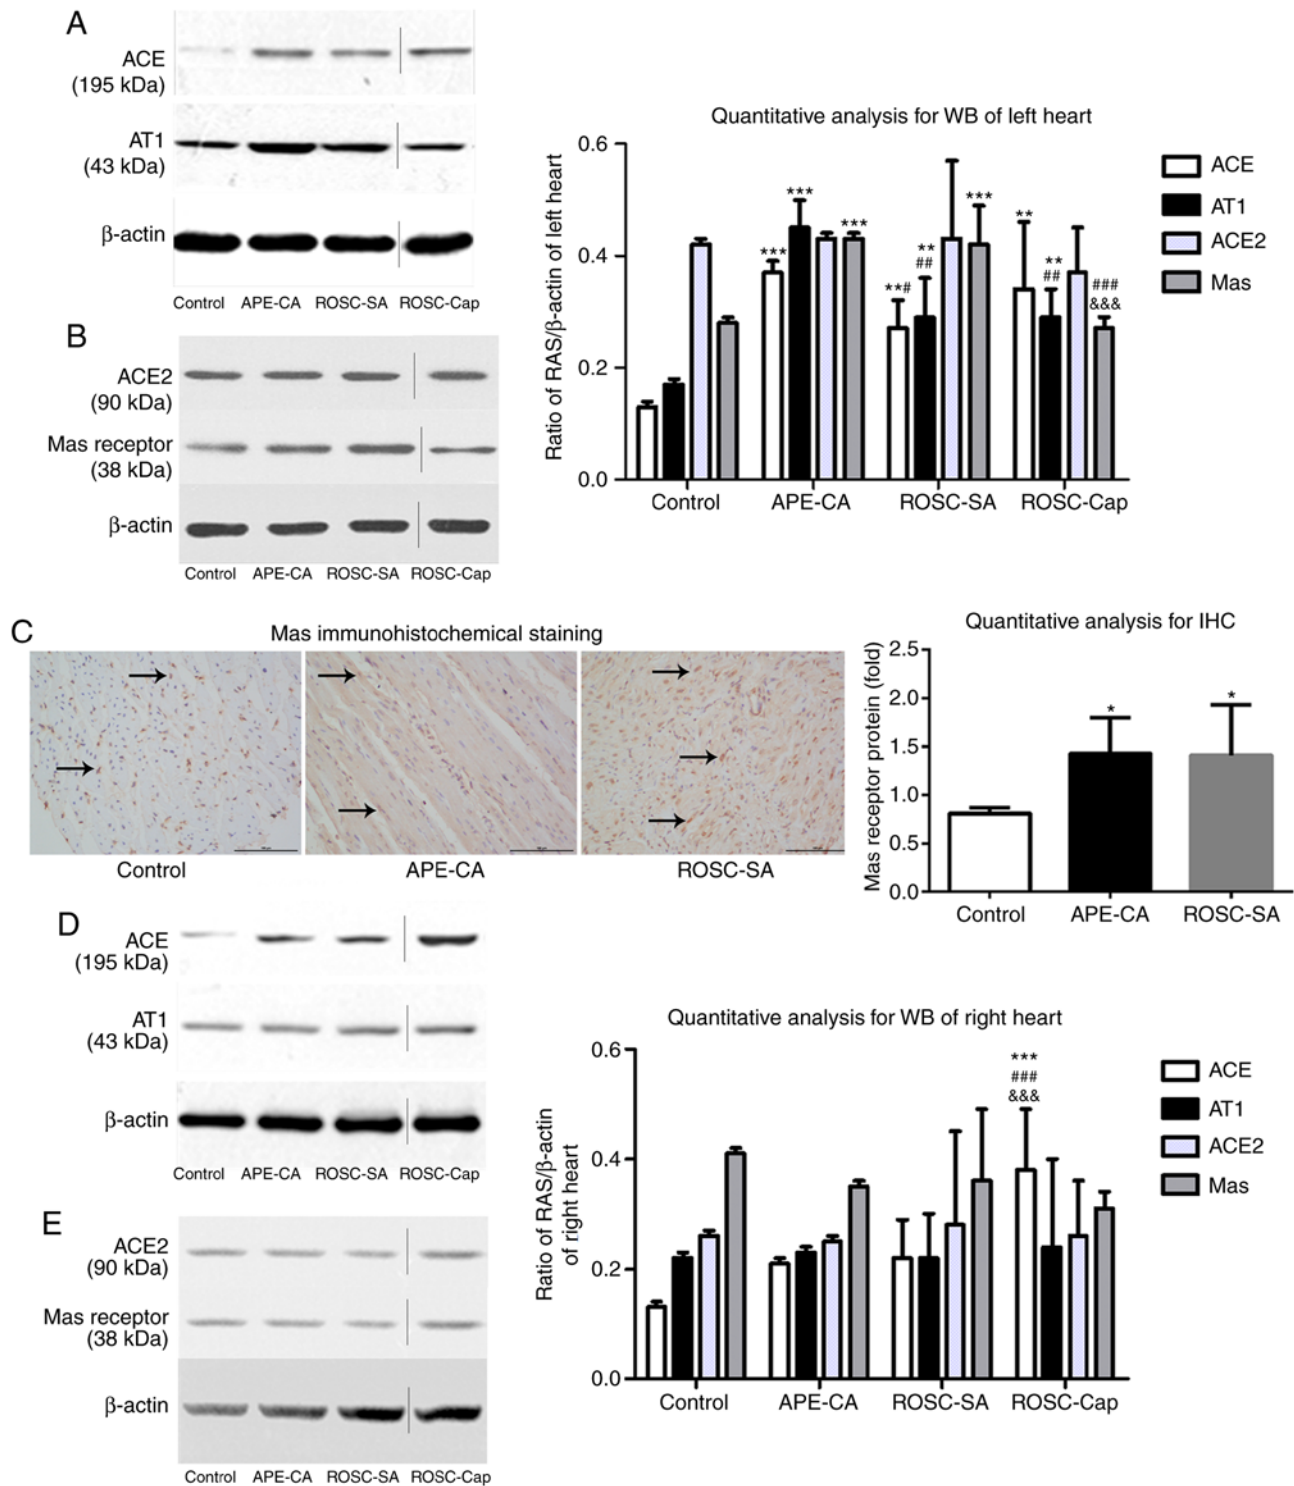 A
ACE
(195 kDa)
AT1
(43 kDa)
β-actin
Control APE-CA ROSC-SA ROSC-Cap
B
ACE2
(90 kDa)
Mas receptor
(38 kDa)
β-actin
Control APE-CA ROSC-SA ROSC-Cap
Quantitative analysis for WB of left heart
Ratio of RAS/β-actin of left heart
0.6
0.4
0.2
0.0
***
***
***
**#
**
##
***
**
**
##
###
&&&
Control APE-CA ROSC-SA ROSC-Cap
ACE
AT1
ACE2
Mas
C
Mas immunohistochemical staining
Control APE-CA ROSC-SA
Quantitative analysis for IHC
Mas receptor protein (fold)
2.5
2.0
1.5
1.0
0.5
0.0
*
*
Control APE-CA ROSC-SA
D
ACE
(195 kDa)
AT1
(43 kDa)
β-actin
Control APE-CA ROSC-SA ROSC-Cap
E
ACE2
(90 kDa)
Mas receptor
(38 kDa)
β-actin
Control APE-CA ROSC-SA ROSC-Cap
Quantitative analysis for WB of right heart
Ratio of RAS/β-actin
of right heart
0.6
0.4
0.2
0.0
***
###
&&&
Control APE-CA ROSC-SA ROSC-Cap
ACE
AT1
ACE2
Mas